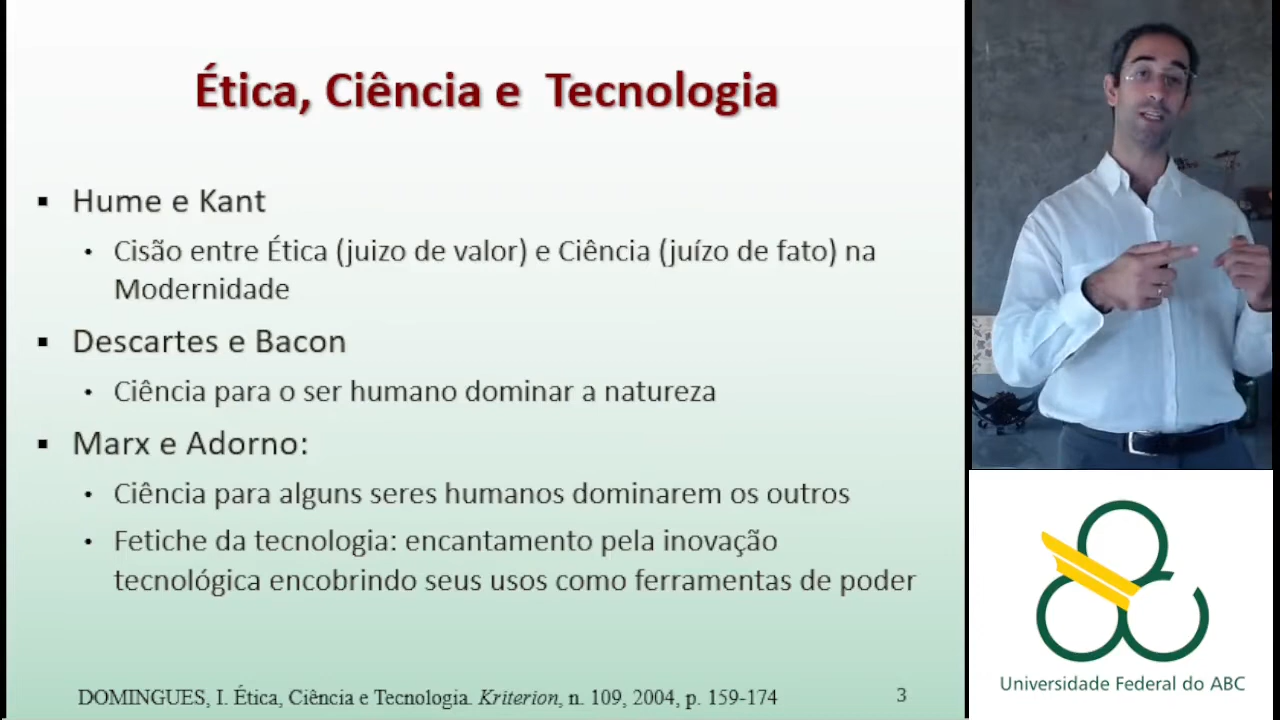 Ética, Ciência e Tecnologia
▪ Hume e Kant
• Cisão entre Ética (juizo de valor) e Ciência (juízo de fato) na
Modernidade
▪ Descartes e Bacon
• Ciência para o ser humano dominar a natureza
▪ Marx e Adorno:
• Ciência para alguns seres humanos dominarem os outros
• Fetiche da tecnologia: encantamento pela inovação
tecnológica encobrindo seus usos como ferramentas de poder
DOMINGUES, I. Ética, Ciência e Tecnologia. Kriterion, n. 109, 2004, p. 159-174
3
Universidade Federal do ABC